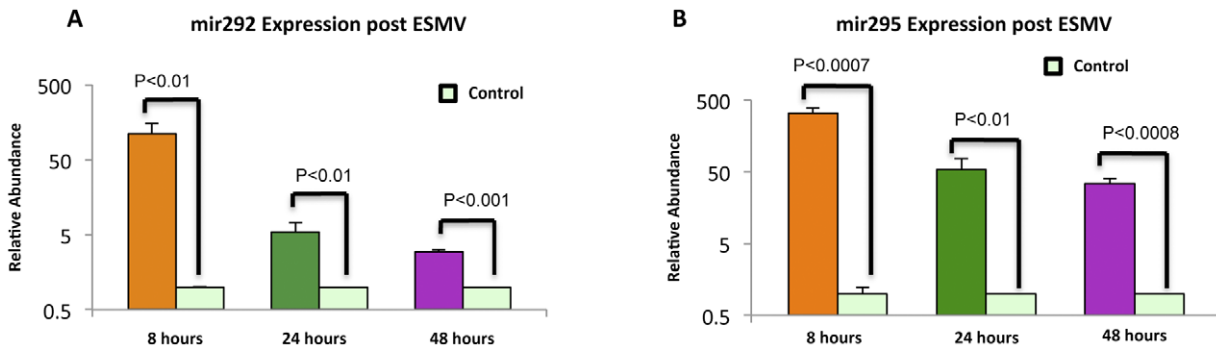 A
mir292 Expression post ESMV
Relative Abundance
500
50
5
0.5
P<0.01
P<0.01
P<0.001
Control
8 hours
24 hours
48 hours
B
mir295 Expression post ESMV
Relative Abundance
500
50
5
0.5
P<0.0007
P<0.01
P<0.0008
Control
8 hours
24 hours
48 hours